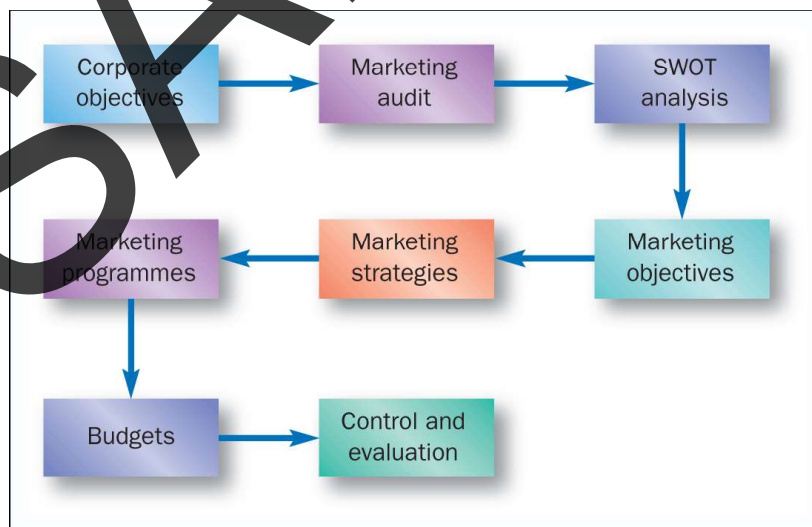 Corporate
objectives
Marketing
audit
SWOT
analysis
Marketing
objectives
Marketing
strategies
Marketing
programmes
Budgets
Control and
evaluation